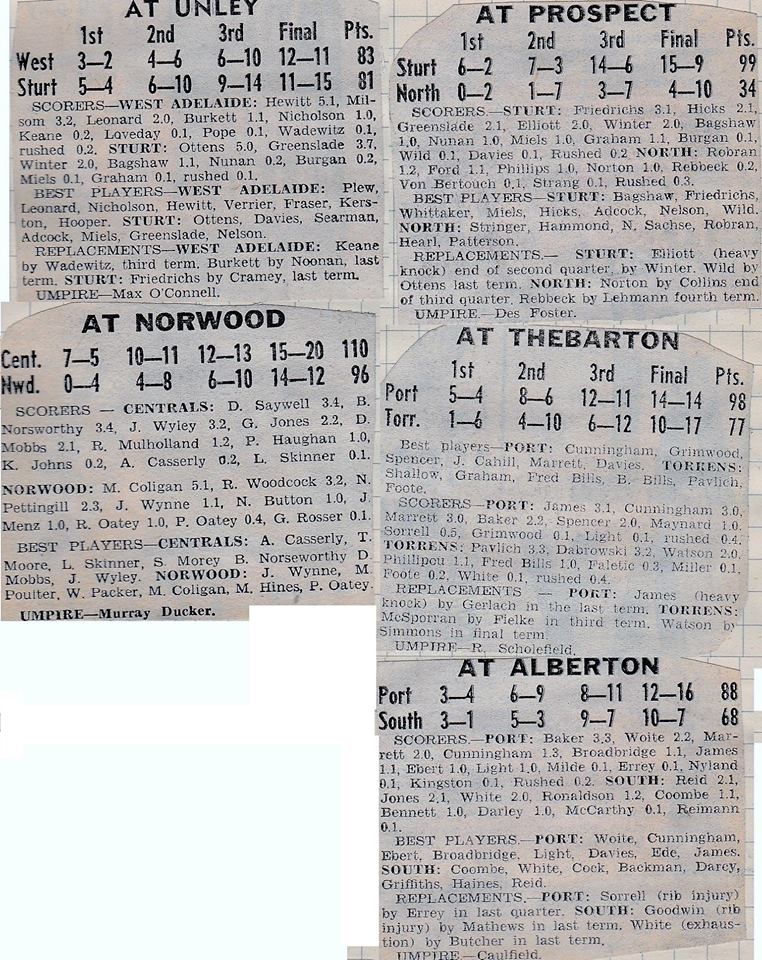 AT UNLEY
1st 2nd 3rd Final Pts.
West 3—2 4—6 6—10 12—11 83
Sturt 5—4 6—10 9—14 11—15 81
SCORERS—WEST ADELAIDE: Hewitt 5.1, Mil-
som 3.2, Leonard 2.0, Burkett 1.1, Nicholson 1.0,
Keane 0.2, Loveday 0.1, Pope 0.1, Wadewitz 0.1,
rushed 0.2. STURT: Ottens 5.0, Greenslade 3.7,
Winter 2.0, Bagshaw 1.1, Nunan 0.2, Burgan 0.2,
Miels 0.1, Graham 0.1, rushed 0.1.
BEST PLAYERS—WEST ADELAIDE: Plew,
Leonard, Nicholson, Hewitt, Verrier, Fraser, Kers-
ton, Hooper. STURT: Ottens, Davies, Searman,
Adcock, Miels, Greenslade, Nelson.
REPLACEMENTS—WEST ADELAIDE: Keane
by Wadewitz, third term. Burkett by Noonan, last
term. STURT: Friedrichs by Cramey, last term.
UMPIRE—Max O'Connell.
AT NORWOOD
Cent. 7—5 10—11 12—13 15—20 110
Nwd. 0—4 4—8 6—10 14—12 96
SCORERS — CENTRALS: D. Saywell 3.4, B.
Norsworthy 3.4, J. Wyley 3.2, G. Jones 2.2, D.
Mobbs 2.1, R. Mulholland 1.2, P. Haughan 1.0,
K. Johns 0.2, A. Casserly 0.2, L. Skinner 0.1.
NORWOOD: M. Coligan 5.1, R. Woodcock 3.2, N.
Pettingill 2.3, J. Wynne 1.1, N. Button 1.0, J.
Menz 1.0, R. Oatey 1.0, P. Oatey 0.4, G. Rosser 0.1.
BEST PLAYERS—CENTRALS: A. Casserly, T.
Moore, L. Skinner, S. Morey B. Norseworthy D.
Mobbs, J. Wyley. NORWOOD: J. Wynne, M.
Poulter, W. Packer, M. Coligan, M. Hines, P. Oatey.
UMPIRE—Murray Ducker.
AT PROSPECT
1st 2nd 3rd Final Pts.
Sturt 6—2 7—3 14—6 15—9 99
North 0—2 1—7 3—7 4—10 34
SCORERS.—STURT: Friedrichs 3.1, Hicks 2.1,
Greenslade 2.1, Elliott 2.0, Winter 2.0, Bagshaw
1.0, Nunan 1.0, Miels 1.0, Graham 1.1, Burgan 0.1,
Wild 0.1, Davies 0.1, Rushed 0.2 NORTH: Robran
1.2, Ford 1.1, Phillips 1.0, Norton 1.0, Rebbeck 0.2,
Von Bertouch 0.1, Strang 0.1, Rushed 0.3.
BEST PLAYERS—STURT: Bagshaw, Friedrichs,
Whittaker, Miels, Hicks, Adcock, Nelson, Wild.
NORTH: Stringer, Hammond, N. Sachse, Robran,
Hearl, Patterson.
REPLACEMENTS.— STURT: Elliott (heavy
knock) end of second quarter, by Winter. Wild by
Ottens last term. NORTH: Norton by Collins end
of third quarter. Rebbeck by Lehmann fourth term.
UMPIRE—Des Foster.
AT THEBARTON
1st 2nd 3rd Final Pts.
Port 5—4 8—6 12—11 14—14 98
Torr. 1—6 4—10 6—12 10—17 77
Best players—PORT: Cunningham, Grimwood,
Spencer, J. Cahill, Marrett, Davies. TORRENS:
Shallow, Graham, Fred Bills, B. Bills, Pavlich,
Foote.
SCORERS—PORT: James 3.1, Cunningham 3.0,
Marrett 3.0, Baker 2.2, Spencer 2.0, Maynard 1.0.
Sorrell 0.5, Grimwood 0.1, Light 0.1, rushed 0.4.
TORRENS: Pavlich 3.3, Dabrowski 3.2, Watson 2.0,
Phillipou 1.1, Fred Bills 1.0, Faletic 0.3, Miller 0.1,
Foote 0.2, White 0.1, rushed 0.4.
REPLACEMENTS — PORT: James (heavy
knock) by Gerlach in the last term. TORRENS:
McSporran by Fielke in third term. Watson by
Simmons in final term.
UMPIRE—R. Scholefield.
AT ALBERTON
Port 3—4 6—9 8—11 12—16 88
South 3—1 5—3 9—7 10—7 68
SCORERS.—PORT: Baker 3.3, Woite 2.2, Mar-
rett 2.0, Cunningham 1.3, Broadbridge 1.1, James
1.1, Ebert 1.0, Light 1.0, Milde 0.1, Errey 0.1, Nyland
0.1, Kingston 0.1, Rushed 0.2. SOUTH: Reid 2.1,
Jones 2.1, White 2.0, Ronaldson 1.2, Coombe 1.1,
Bennett 1.0, Darley 1.0, McCarthy 0.1, Reimann
0.1.
BEST PLAYERS.—PORT: Woite, Cunningham,
Ebert, Broadbridge, Light, Davies, Ede, James.
SOUTH: Coombe, White, Cock, Backman, Darcy,
Griffiths, Haines, Reid.
REPLACEMENTS.—PORT: Sorrell (rib injury)
by Errey in last quarter. SOUTH: Goodwin (rib
injury) by Mathews in last term. White (exhaus-
tion) by Butcher in last term.
UMPIRE—Caulfield.